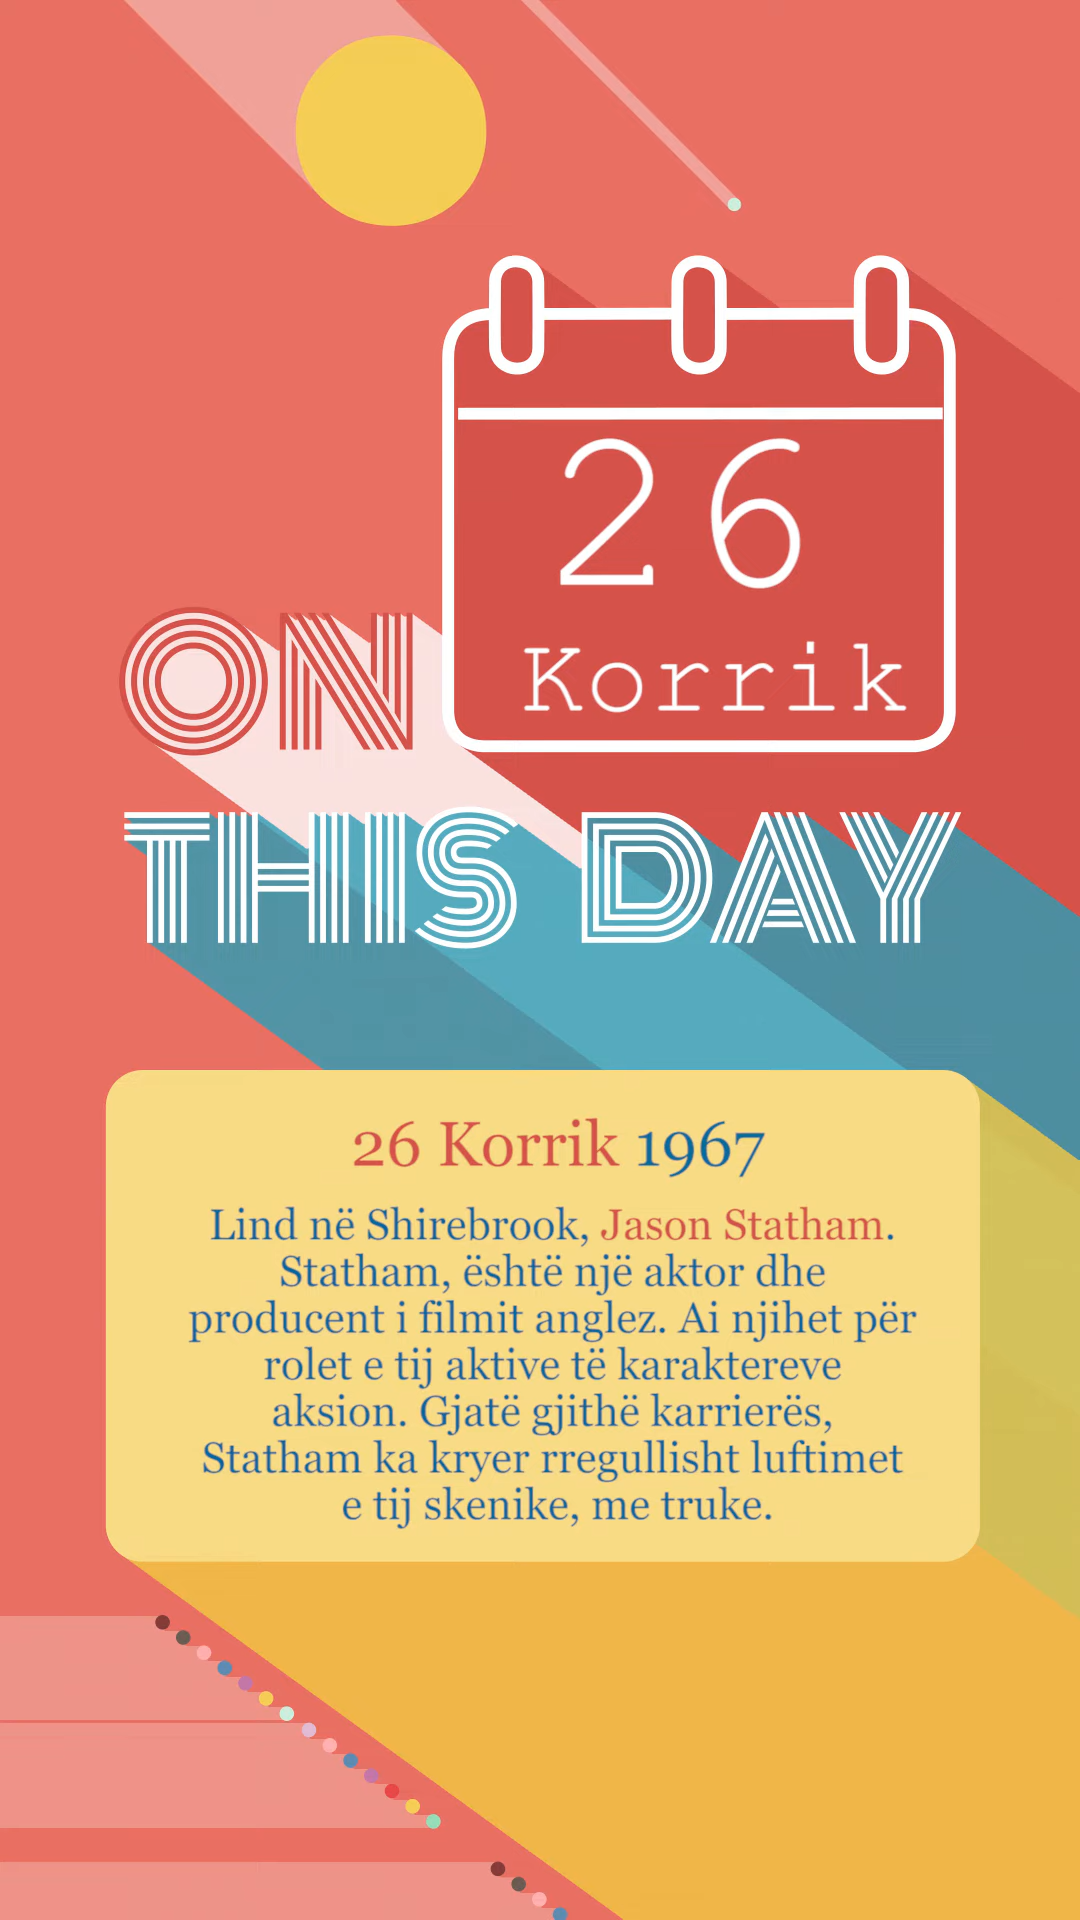 26
Korrik
ON
THIS DAY
26 Korrik 1967
Lind në Shirebrook, Jason Statham.
Statham, është një aktor dhe
producent i filmit anglez. Ai njihet për
rolet e tij aktive të karaktereve
aksion. Gjatë gjithë karrierës,
Statham ka kryer rregullisht luftimet
e tij skenike, me truke.